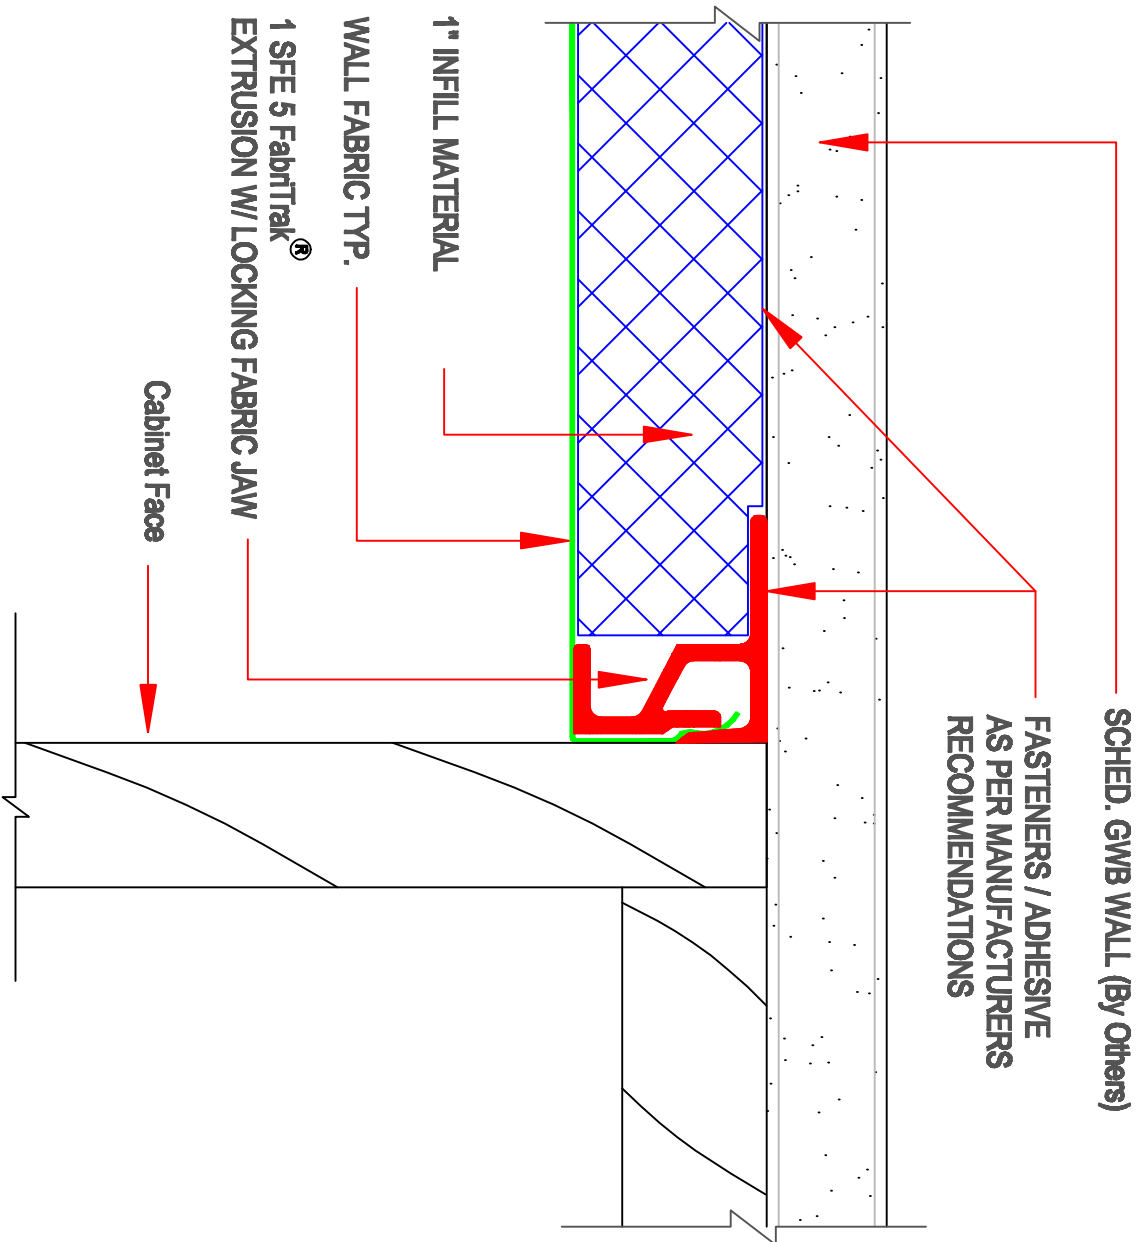 SCHED. GWB WALL (By Others)
FASTENERS / ADHESIVE
AS PER MANUFACTURERS
RECOMMENDATIONS
1" INFILL MATERIAL
WALL FABRIC TYP.
1 SFE 5 FabriTrak®
EXTRUSION W/ LOCKING FABRIC JAW
Cabinet Face